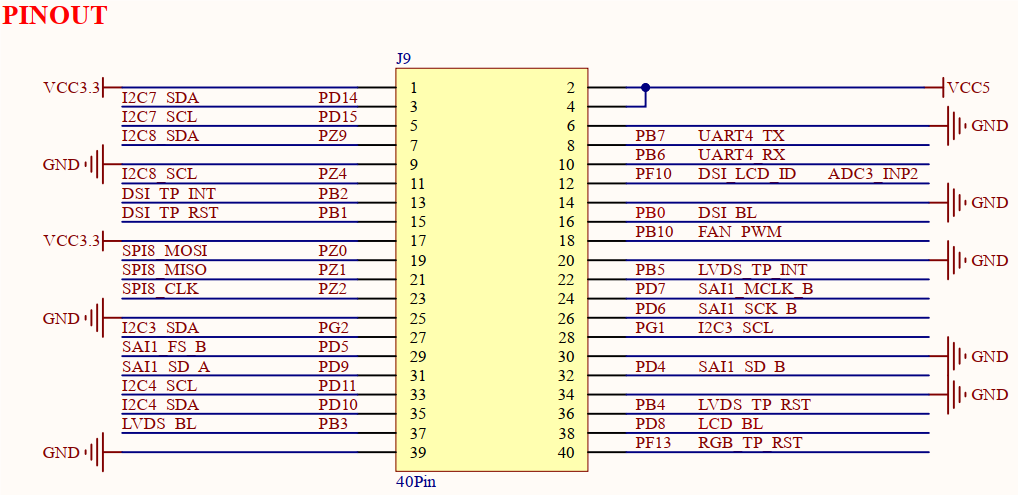 PINOUT
J9
VCC3.3 1 2 VCC5
I2C7_SDA PD14 3 4
I2C7_SCL PD15 5 6 GND
I2C8_SDA PZ9 7 8 PB7 UART4_TX
GND 9 10 PB6 UART4_RX
I2C8_SCL PZ4 11 12 PF10 DSI_LCD_ID ADC3_INP2
DSI_TP_INT PB2 13 14 GND
DSI_TP_RST PB1 15 16 PB0 DSI_BL
VCC3.3 17 18 PB10 FAN_PWM
SPI8_MOSI PZ0 19 20 GND
SPI8_MISO PZ1 21 22 PB5 LVDS_TP_INT
SPI8_CLK PZ2 23 24 PD7 SAI1_MCLK_B
GND 25 26 PD6 SAI1_SCK_B
I2C3_SDA PG2 27 28 PG1 I2C3_SCL
SAI1_FS_B PD5 29 30 GND
SAI1_SD_A PD9 31 32 PD4 SAI1_SD_B
I2C4_SCL PD11 33 34 GND
I2C4_SDA PD10 35 36 PB4 LVDS_TP_RST
LVDS_BL PB3 37 38 PD8 LCD_BL
GND 39 40 PF13 RGB_TP_RST
40Pin